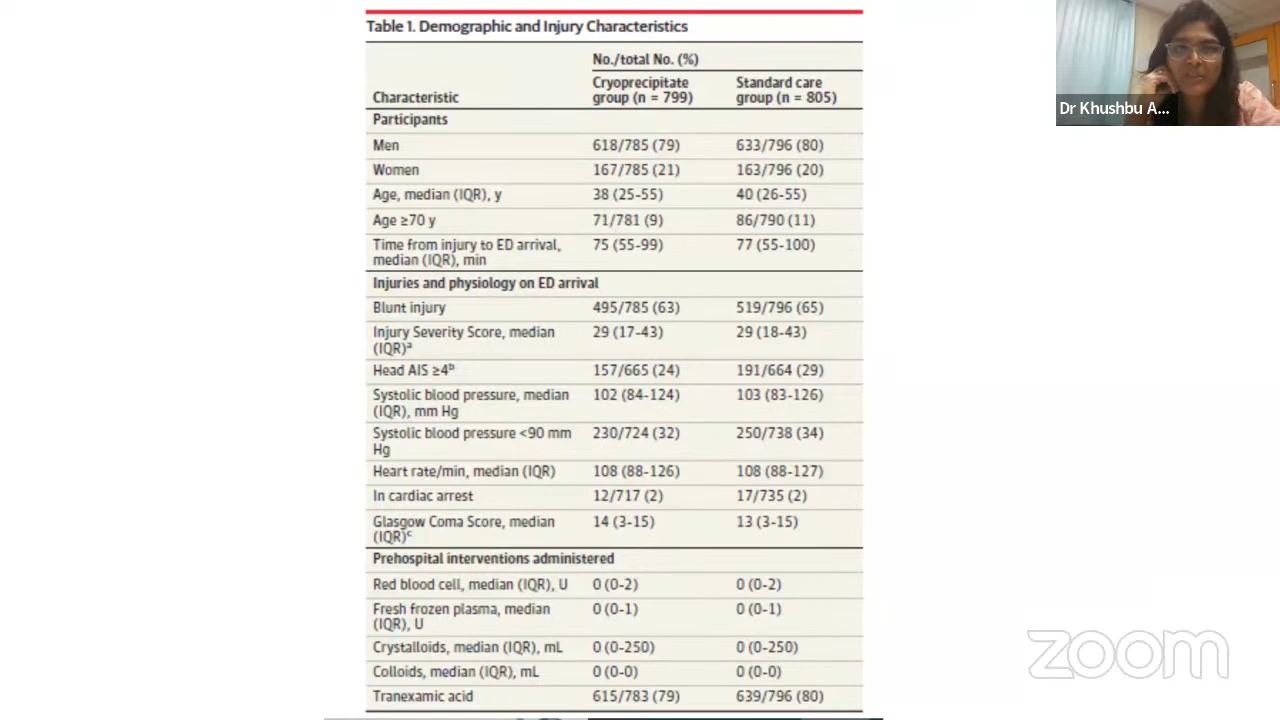 Table 1. Demographic and Injury Characteristics
No./total No. (%)
Characteristic Cryoprecipitate group (n = 799) Standard care group (n = 805)
Participants
Men 618/785 (79) 633/796 (80)
Women 167/785 (21) 163/796 (20)
Age, median (IQR), y 38 (25-55) 40 (26-55)
Age ≥70 y 71/781 (9) 86/790 (11)
Time from injury to ED arrival, median (IQR), min 75 (55-99) 77 (55-100)
Injuries and physiology on ED arrival
Blunt injury 495/785 (63) 519/796 (65)
Injury Severity Score, median (IQR)a 29 (17-43) 29 (18-43)
Head AIS ≥4b 157/665 (24) 191/664 (29)
Systolic blood pressure, median (IQR), mm Hg 102 (84-124) 103 (83-126)
Systolic blood pressure <90 mm Hg 230/724 (32) 250/738 (34)
Heart rate/min, median (IQR) 108 (88-126) 108 (88-127)
In cardiac arrest 12/717 (2) 17/735 (2)
Glasgow Coma Score, median (IQR)c 14 (3-15) 13 (3-15)
Prehospital interventions administered
Red blood cell, median (IQR), U 0 (0-2) 0 (0-2)
Fresh frozen plasma, median (IQR), U 0 (0-1) 0 (0-1)
Crystalloids, median (IQR), mL 0 (0-250) 0 (0-250)
Colloids, median (IQR), mL 0 (0-0) 0 (0-0)
Tranexamic acid 615/783 (79) 639/796 (80)
Dr Khushbu A...
zoom